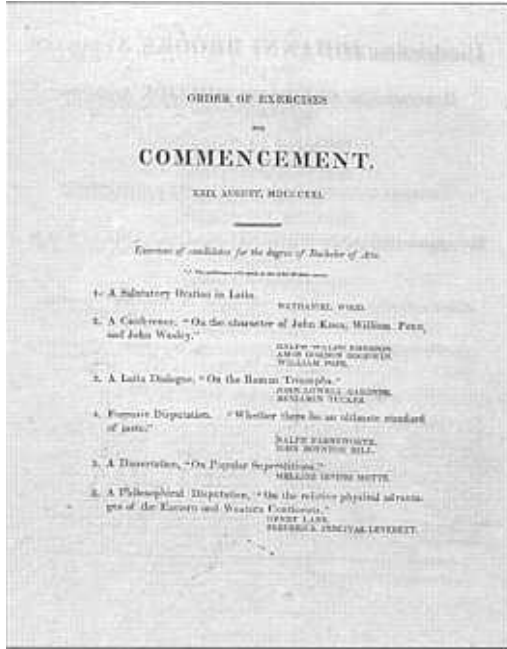 ORDER OF EXERCISES
FOR
COMMENCEMENT.
XXIX AUGUST, MDCCCXXI.
Exercises of candidates for the degree of Bachelor of Arts.
1. A Salutatory Oration in Latin.
NATHANIEL WOOD.
2. A Conference, "On the character of John Knox, William Penn,
and John Wesley."
RALPH WALDO EMERSON.
AMOS GORDON GOODWIN.
WILLIAM POPE.
3. A Latin Dialogue, "On the Roman Triumphs."
JOHN LOWELL GARDNER.
BENJAMIN TUCKER.
4. Forensic Disputation. "Whether there be an ultimate standard
of taste."
RALPH FARNSWORTH.
JOHN BOYNTON HILL.
5. A Dissertation, "On Popular Superstitions."
MELLISH IRVING MOTTE.
6. A Philosophical Disputation, "On the relative physical advanta-
ges of the Eastern and Western Continents."
HENRY LANE.
FREDERICK PERCIVAL LEVERETT.